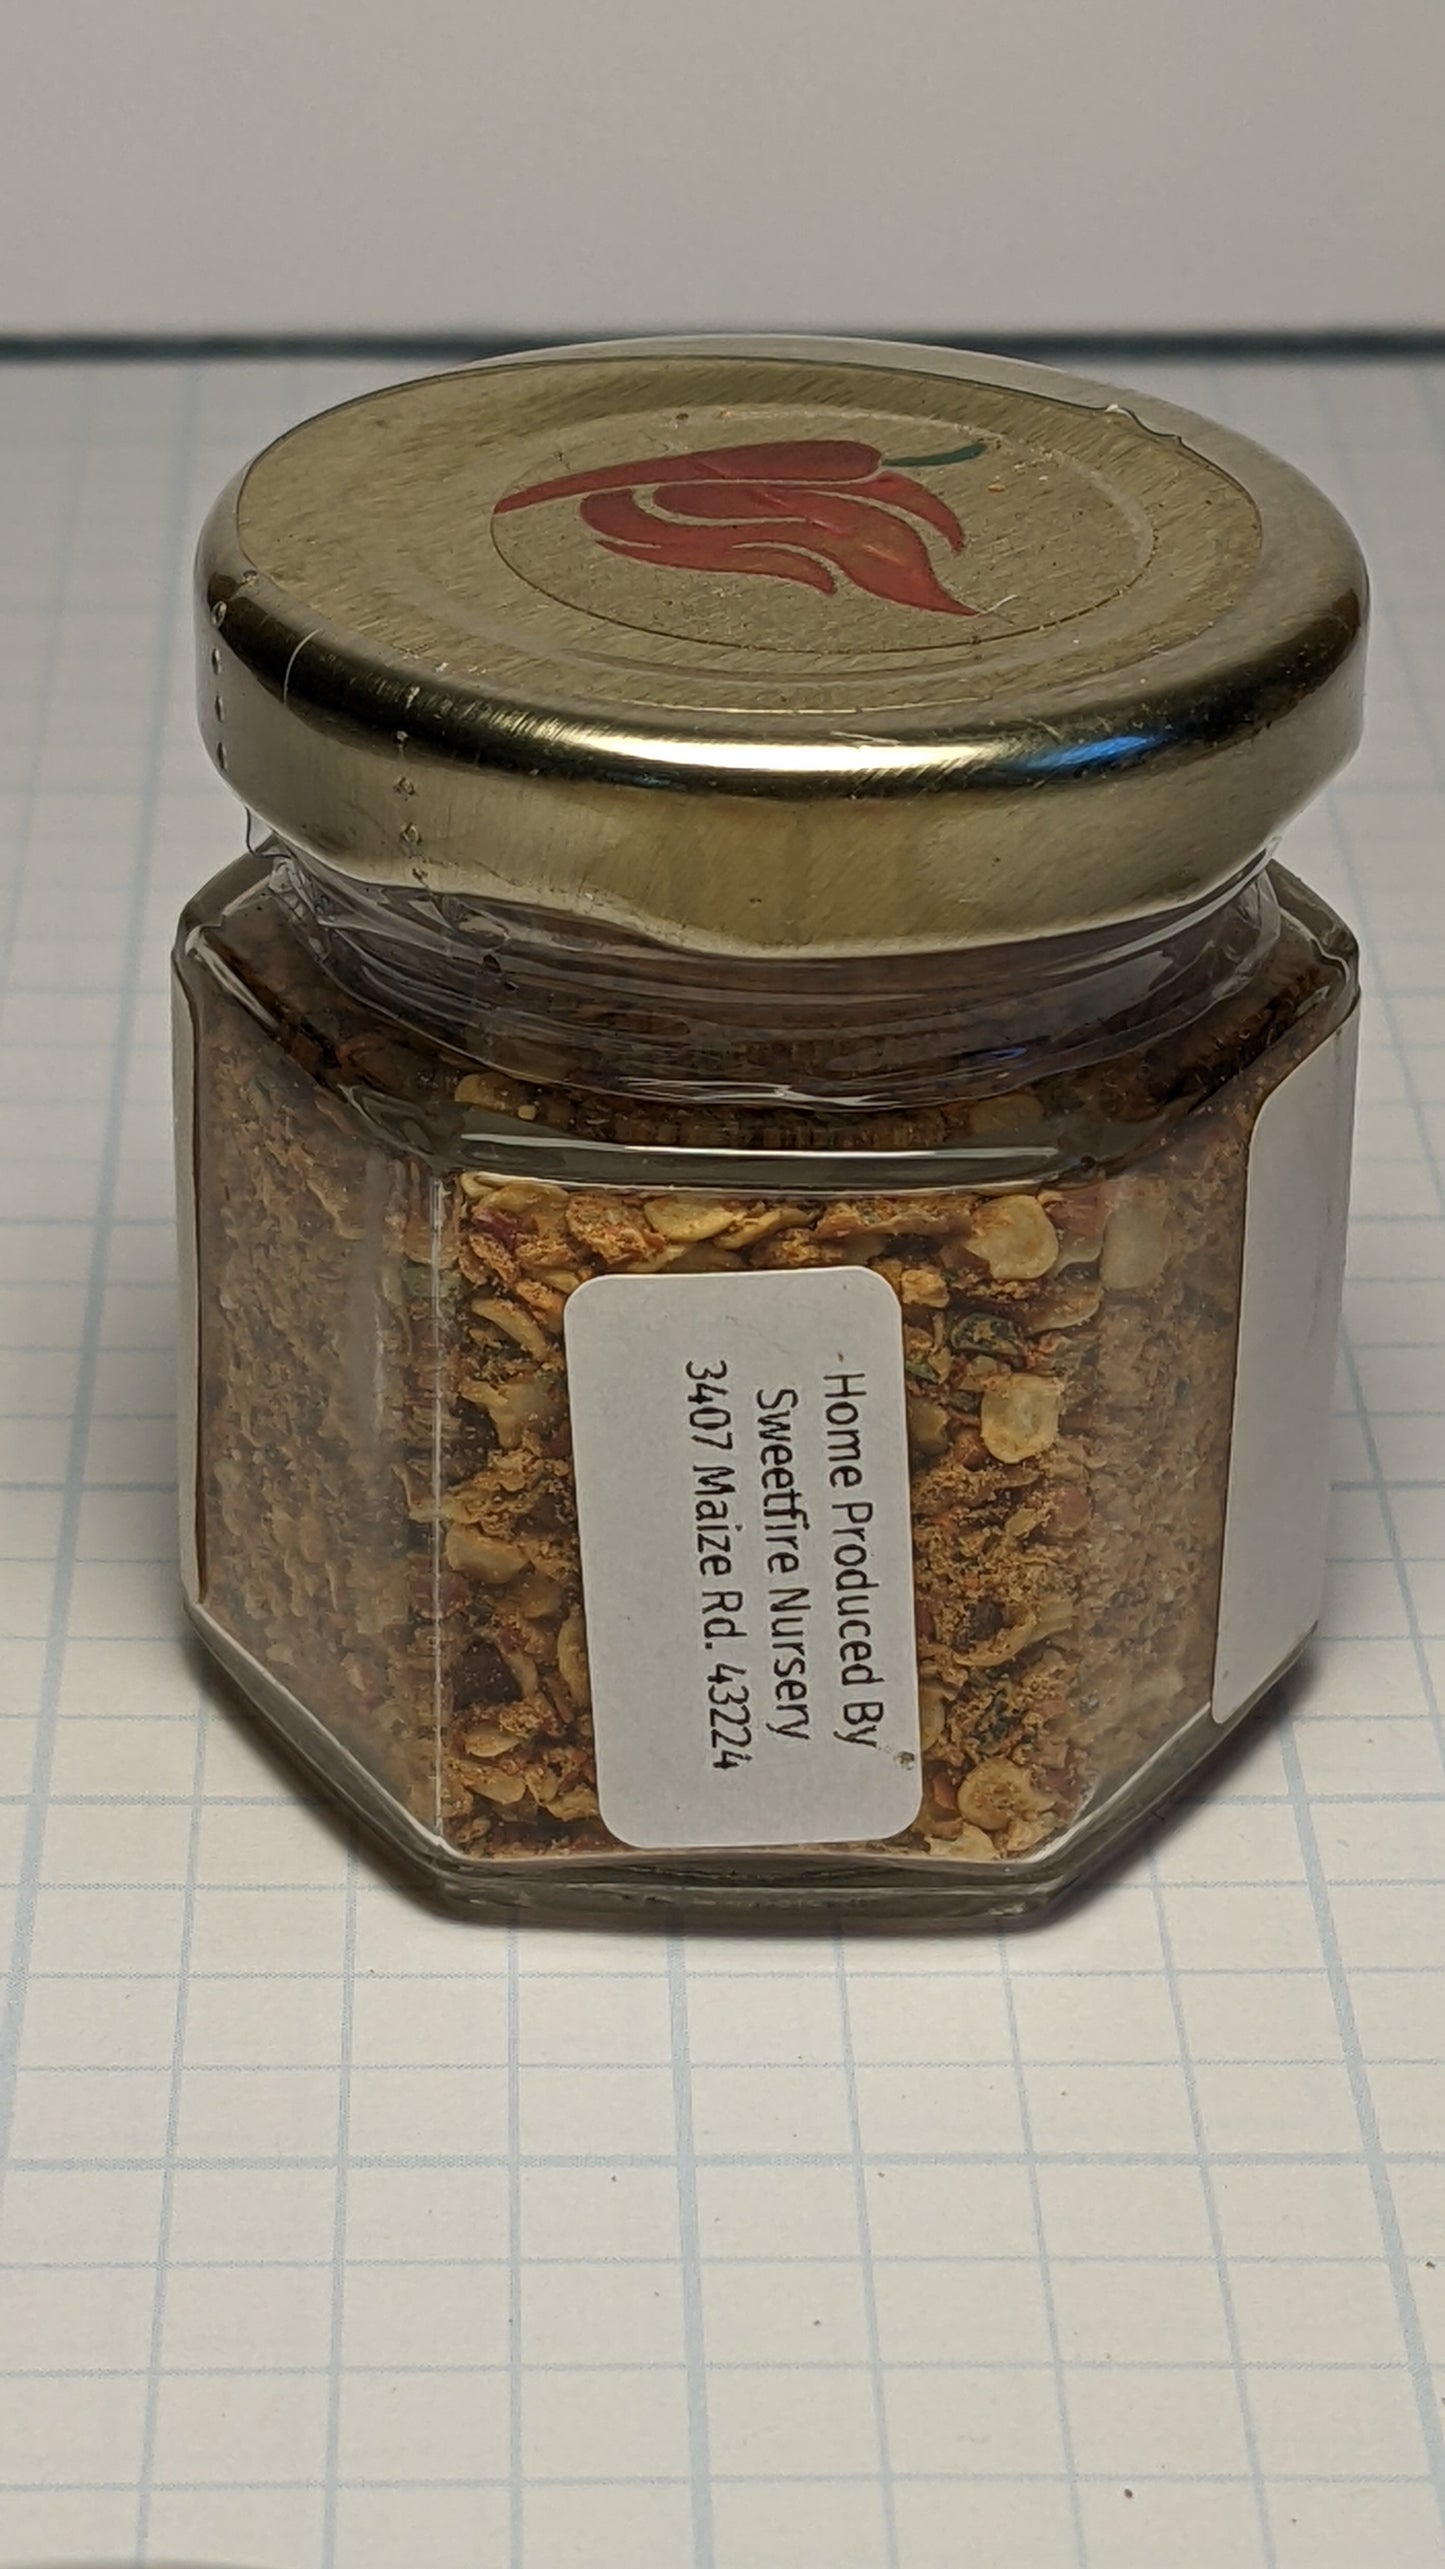 Home Produced By
Sweetfire Nursery
3407 Maize Rd. 43224